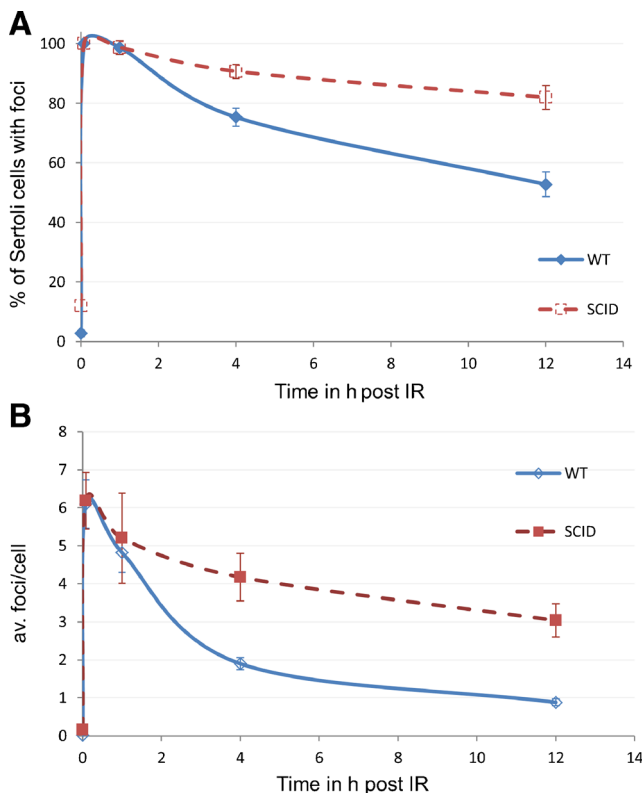 A
% of Sertoli cells with foci
100
80
60
40
20
0
WT
SCID
0 2 4 6 8 10 12 14
Time in h post IR
B
av. foci/cell
8
7
6
5
4
3
2
1
0
WT
SCID
0 2 4 6 8 10 12 14
Time in h post IR